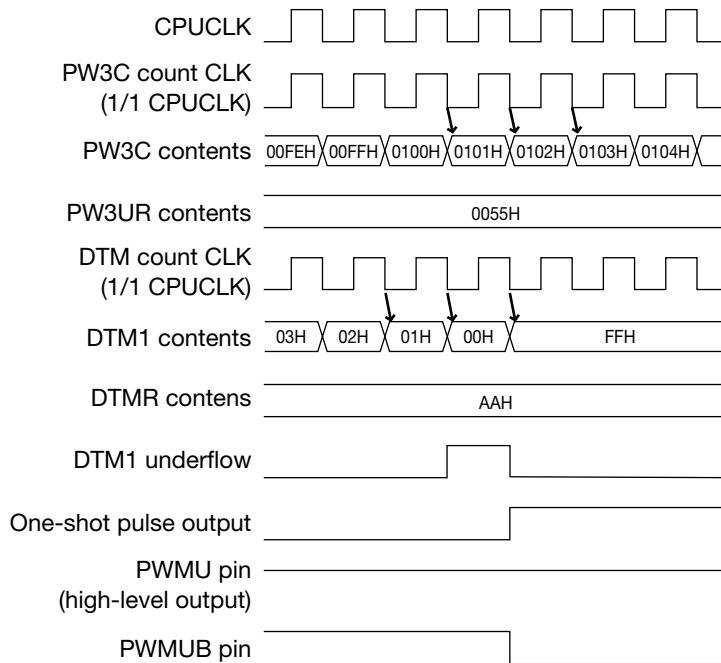 CPUCLK
PW3C count CLK
(1/1 CPUCLK)
PW3C contents 00FEH 00FFH 0100H 0101H 0102H 0103H 0104H
PW3UR contents 0055H
DTM count CLK
(1/1 CPUCLK)
DTM1 contents 03H 02H 01H 00H FFH
DTMR contens AAH
DTM1 underflow
One-shot pulse output
PWMU pin
(high-level output)
PWMUB pin